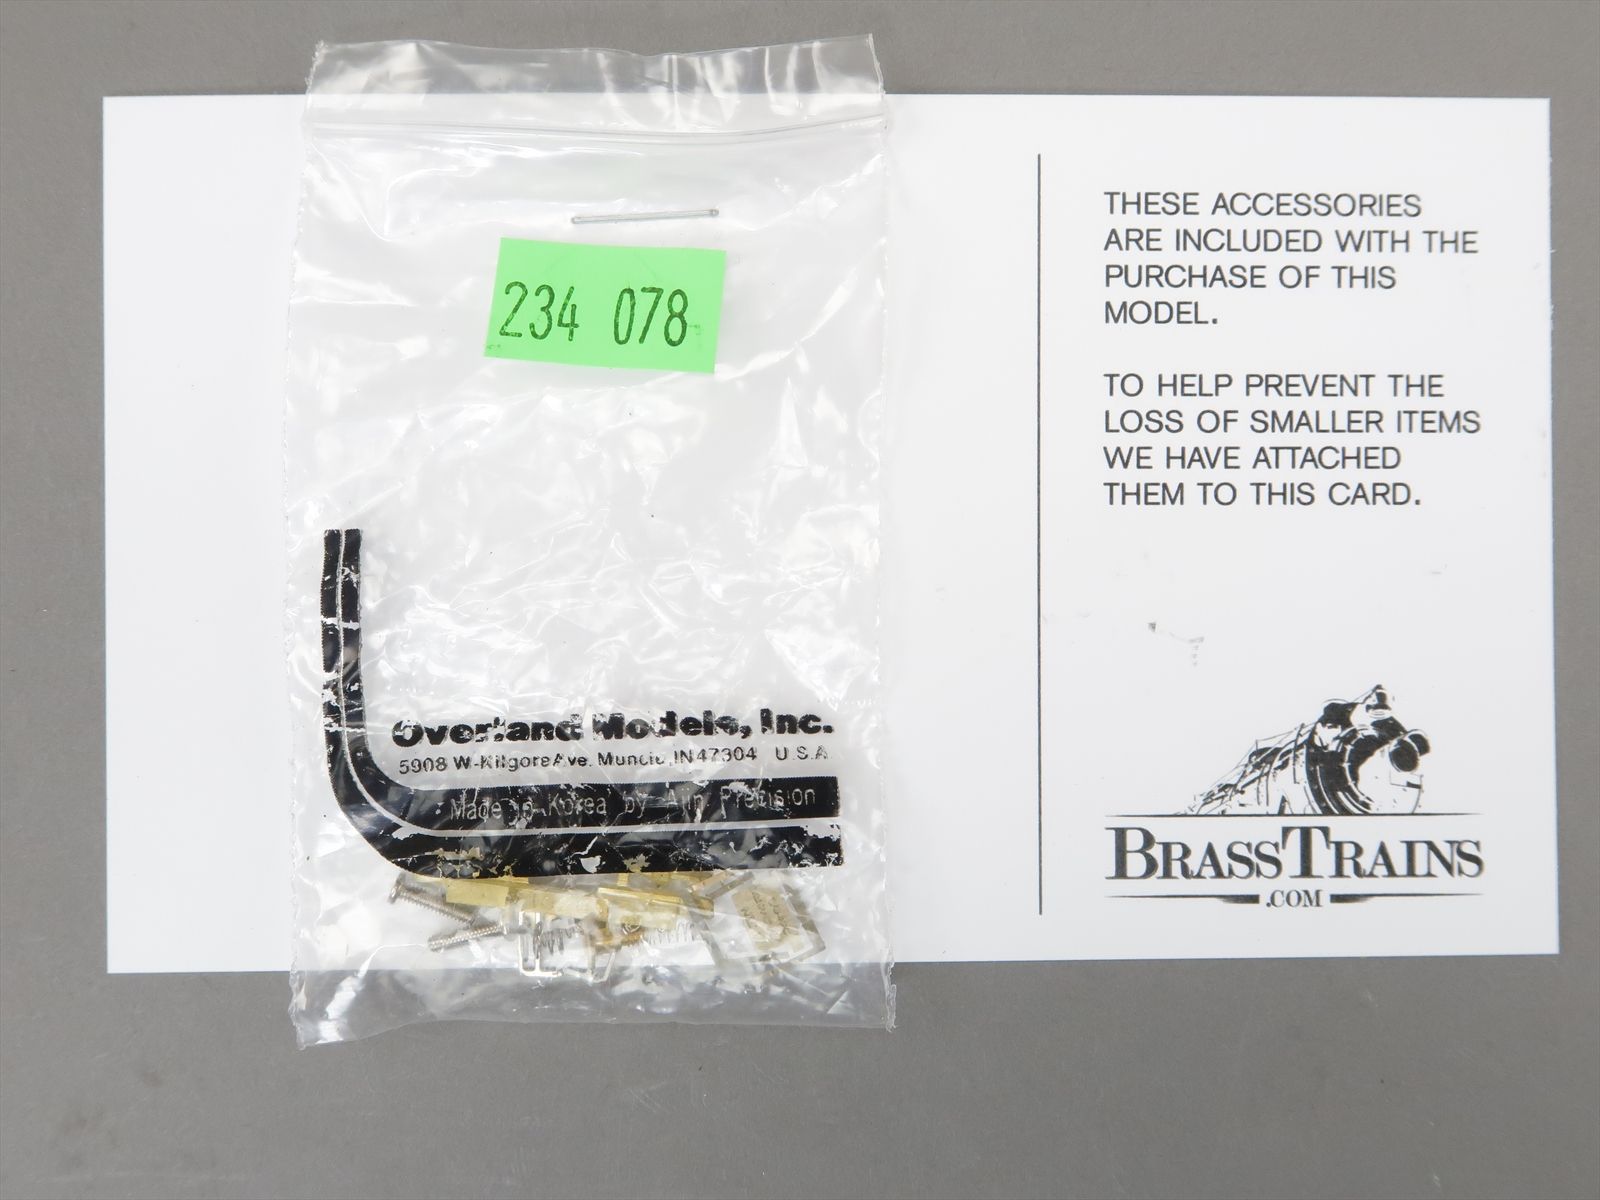 234 078
Overland Models, Inc.
5908 W. Kilgore Ave. Muncie, IN 47304 U.S.A
Made in Korea by Ajin Precision
THESE ACCESSORIES
ARE INCLUDED WITH THE
PURCHASE OF THIS
MODEL.
TO HELP PREVENT THE
LOSS OF SMALLER ITEMS
WE HAVE ATTACHED
THEM TO THIS CARD.
BRASSTRAINS
.COM